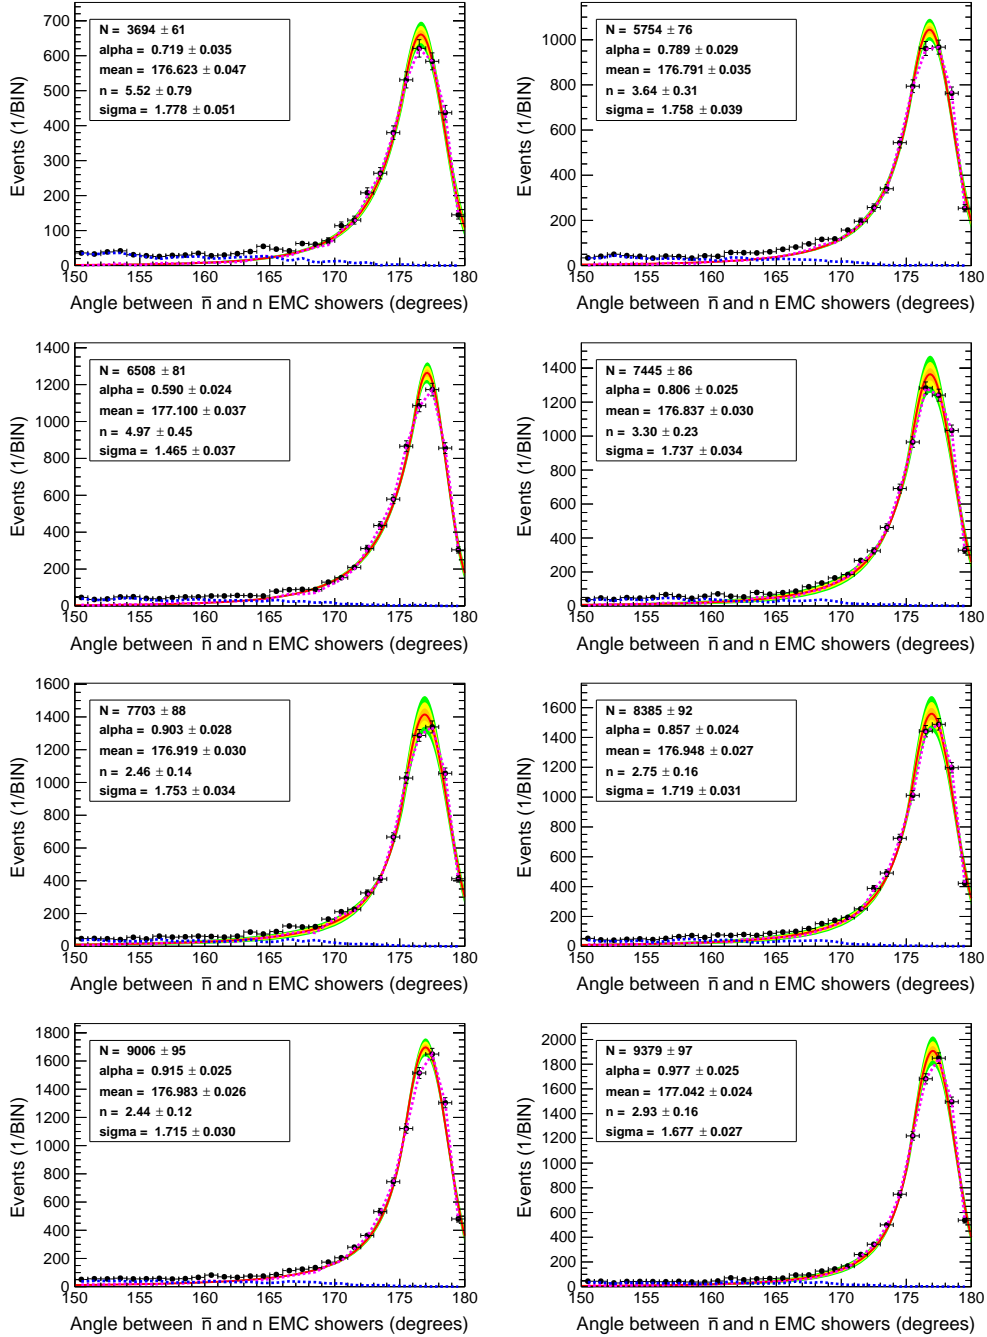 N = 3694 ± 61
alpha = 0.719 ± 0.035
mean = 176.623 ± 0.047
n = 5.52 ± 0.79
sigma = 1.778 ± 0.051
Events (1/BIN)
0 100 200 300 400 500 600 700
150 155 160 165 170 175 180
Angle between n̅ and n EMC showers (degrees)
N = 5754 ± 76
alpha = 0.789 ± 0.029
mean = 176.791 ± 0.035
n = 3.64 ± 0.31
sigma = 1.758 ± 0.039
Events (1/BIN)
0 200 400 600 800 1000
150 155 160 165 170 175 180
Angle between n̅ and n EMC showers (degrees)
N = 6508 ± 81
alpha = 0.590 ± 0.024
mean = 177.100 ± 0.037
n = 4.97 ± 0.45
sigma = 1.465 ± 0.037
Events (1/BIN)
0 200 400 600 800 1000 1200 1400
150 155 160 165 170 175 180
Angle between n̅ and n EMC showers (degrees)
N = 7445 ± 86
alpha = 0.806 ± 0.025
mean = 176.837 ± 0.030
n = 3.30 ± 0.23
sigma = 1.737 ± 0.034
Events (1/BIN)
0 200 400 600 800 1000 1200 1400
150 155 160 165 170 175 180
Angle between n̅ and n EMC showers (degrees)
N = 7703 ± 88
alpha = 0.903 ± 0.028
mean = 176.919 ± 0.030
n = 2.46 ± 0.14
sigma = 1.753 ± 0.034
Events (1/BIN)
0 200 400 600 800 1000 1200 1400 1600
150 155 160 165 170 175 180
Angle between n̅ and n EMC showers (degrees)
N = 8385 ± 92
alpha = 0.857 ± 0.024
mean = 176.948 ± 0.027
n = 2.75 ± 0.16
sigma = 1.719 ± 0.031
Events (1/BIN)
0 200 400 600 800 1000 1200 1400 1600
150 155 160 165 170 175 180
Angle between n̅ and n EMC showers (degrees)
N = 9006 ± 95
alpha = 0.915 ± 0.025
mean = 176.983 ± 0.026
n = 2.44 ± 0.12
sigma = 1.715 ± 0.030
Events (1/BIN)
0 200 400 600 800 1000 1200 1400 1600 1800
150 155 160 165 170 175 180
Angle between n̅ and n EMC showers (degrees)
N = 9379 ± 97
alpha = 0.977 ± 0.025
mean = 177.042 ± 0.024
n = 2.93 ± 0.16
sigma = 1.677 ± 0.027
Events (1/BIN)
0 200 400 600 800 1000 1200 1400 1600 1800 2000
150 155 160 165 170 175 180
Angle between n̅ and n EMC showers (degrees)